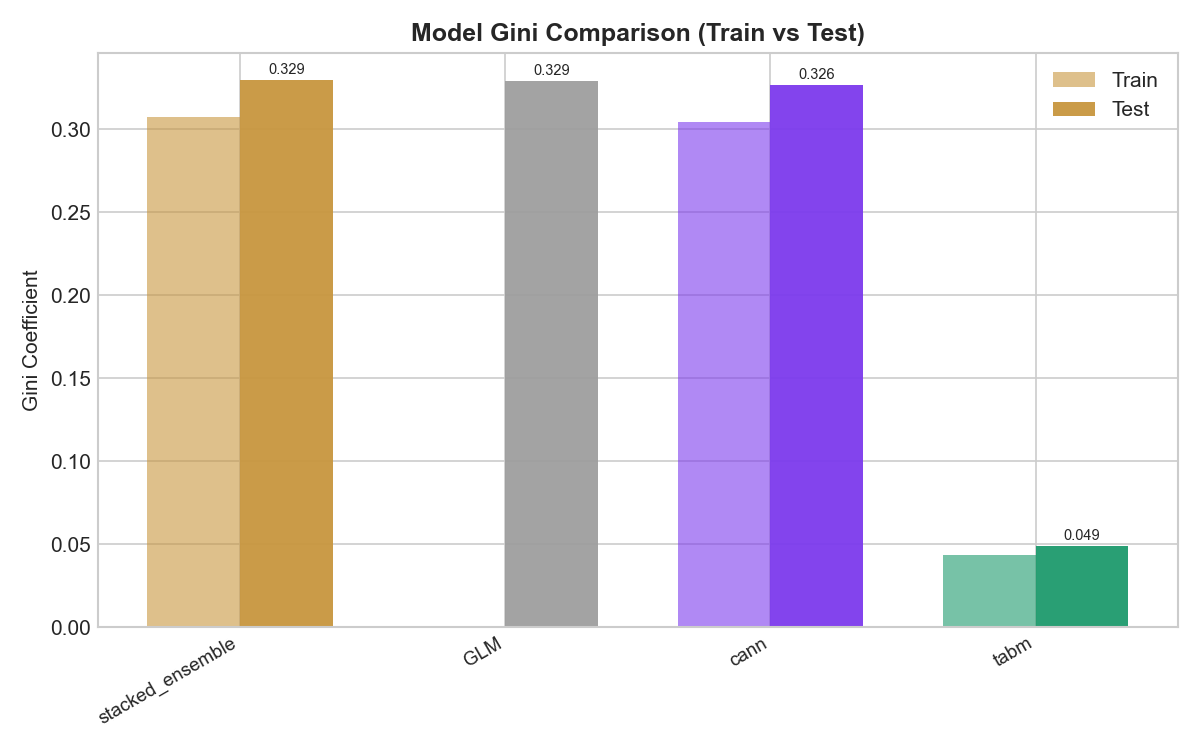 Model Gini Comparison (Train vs Test)
Train
Test
0.329
0.329
0.326
0.049
Gini Coefficient
0.30
0.25
0.20
0.15
0.10
0.05
0.00
stacked_ensemble
GLM
cann
tabm